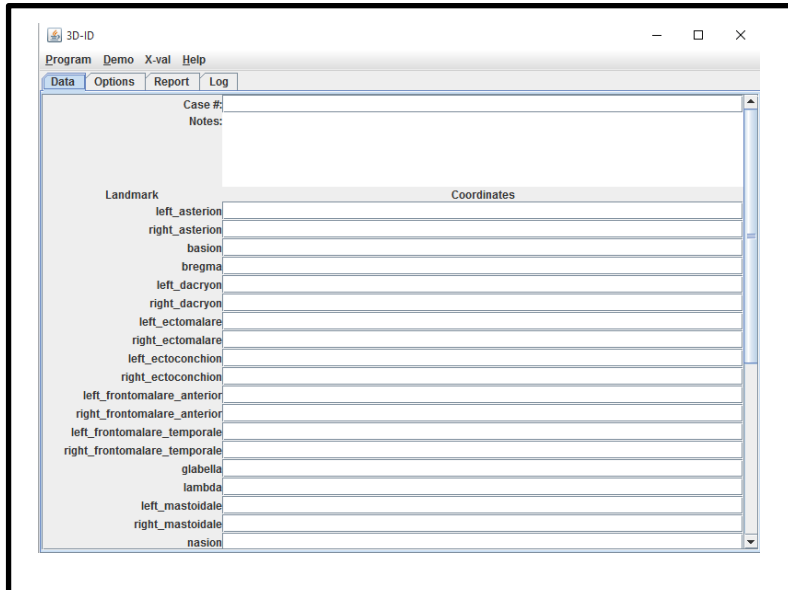 3D-ID
Program Demo X-val Help
Data Options Report Log
Case #:
Notes:
Landmark Coordinates
left_asterion
right_asterion
basion
bregma
left_dacryon
right_dacryon
left_ectomalare
right_ectomalare
left_ectoconchion
right_ectoconchion
left_frontomalare_anterior
right_frontomalare_anterior
left_frontomalare_temporale
right_frontomalare_temporale
glabella
lambda
left_mastoidale
right_mastoidale
nasion